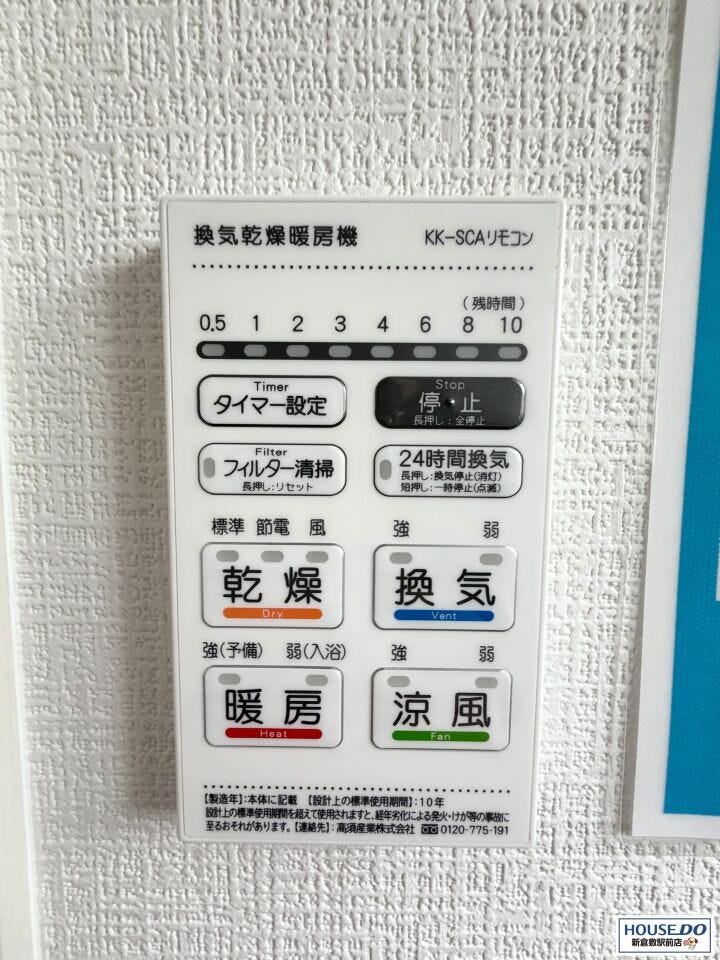 換気乾燥暖房機 KK-SCAリモコン
(残時間)
0.5 1 2 3 4 6 8 10
Timer
タイマー設定
Stop
停・止
長押し:全停止
Filter
フィルター清掃
長押し:リセット
24時間換気
長押し:換気停止(消灯)
短押し:一時停止(点滅)
標準 節電 風
乾燥
Dry
強 弱
換気
Vent
強(予備) 弱(入浴)
暖房
Heat
強 弱
涼風
Fan
【製造年】:本体に記載 【設計上の標準使用期間】:10年
設計上の標準使用期間を超えて使用されますと、経年劣化による発火・けが等の事故に
至るおそれがあります。【連絡先】:高須産業株式会社 0120-775-191
HOUSE DO
新倉敷駅前店